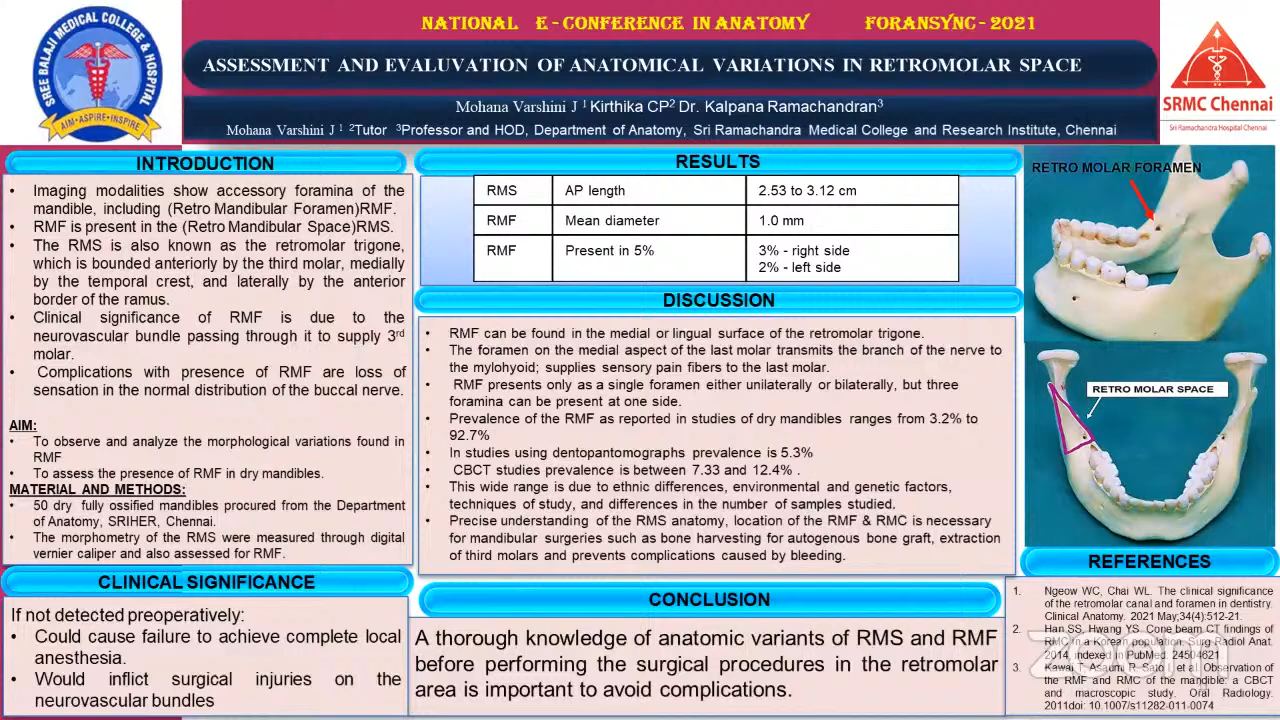 NATIONAL E - CONFERENCE IN ANATOMY FORANSYNC - 2021
SREE BALAJI MEDICAL COLLEGE & HOSPITAL
AIM - ASPIRE - INSPIRE
ASSESSMENT AND EVALUVATION OF ANATOMICAL VARIATIONS IN RETROMOLAR SPACE
Mohana Varshini J ¹ Kirthika CP² Dr. Kalpana Ramachandran³
Mohana Varshini J ¹ ²Tutor ³Professor and HOD, Department of Anatomy, Sri Ramachandra Medical College and Research Institute, Chennai
SRMC Chennai
Sri Ramachandra Hospital Chennai
INTRODUCTION
• Imaging modalities show accessory foramina of the
mandible, including (Retro Mandibular Foramen)RMF.
• RMF is present in the (Retro Mandibular Space)RMS.
• The RMS is also known as the retromolar trigone,
which is bounded anteriorly by the third molar, medially
by the temporal crest, and laterally by the anterior
border of the ramus.
• Clinical significance of RMF is due to the
neurovascular bundle passing through it to supply 3rd
molar.
• Complications with presence of RMF are loss of
sensation in the normal distribution of the buccal nerve.
AIM:
• To observe and analyze the morphological variations found in
RMF
• To assess the presence of RMF in dry mandibles.
MATERIAL AND METHODS:
• 50 dry fully ossified mandibles procured from the Department
of Anatomy, SRIHER, Chennai.
• The morphometry of the RMS were measured through digital
vernier caliper and also assessed for RMF.
CLINICAL SIGNIFICANCE
If not detected preoperatively:
• Could cause failure to achieve complete local
anesthesia.
• Would inflict surgical injuries on the
neurovascular bundles
RESULTS
RMS AP length 2.53 to 3.12 cm
RMF Mean diameter 1.0 mm
RMF Present in 5% 3% - right side
2% - left side
DISCUSSION
• RMF can be found in the medial or lingual surface of the retromolar trigone.
• The foramen on the medial aspect of the last molar transmits the branch of the nerve to
the mylohyoid; supplies sensory pain fibers to the last molar.
• RMF presents only as a single foramen either unilaterally or bilaterally, but three
foramina can be present at one side.
• Prevalence of the RMF as reported in studies of dry mandibles ranges from 3.2% to
92.7%
• In studies using dentopantomographs prevalence is 5.3%
• CBCT studies prevalence is between 7.33 and 12.4% .
• This wide range is due to ethnic differences, environmental and genetic factors,
techniques of study, and differences in the number of samples studied.
• Precise understanding of the RMS anatomy, location of the RMF & RMC is necessary
for mandibular surgeries such as bone harvesting for autogenous bone graft, extraction
of third molars and prevents complications caused by bleeding.
CONCLUSION
A thorough knowledge of anatomic variants of RMS and RMF
before performing the surgical procedures in the retromolar
area is important to avoid complications.
RETRO MOLAR FORAMEN
RETRO MOLAR SPACE
REFERENCES
1. Ngeow WC, Chai WL. The clinical significance
of the retromolar canal and foramen in dentistry.
Clinical Anatomy. 2021 May;34(4):512-21.
2. Han SS, Hwang YS. Cone beam CT findings of
RMC in a Korean population. Surg Radiol Anat.
2014, indexed in PubMed. 24504621
3. Kawai T, Asaumi R, Sato I, et al. Observation of
the RMF and RMC of the mandible: a CBCT
and macroscopic study. Oral Radiology.
2011doi: 10.1007/s11282-011-0074
zoom